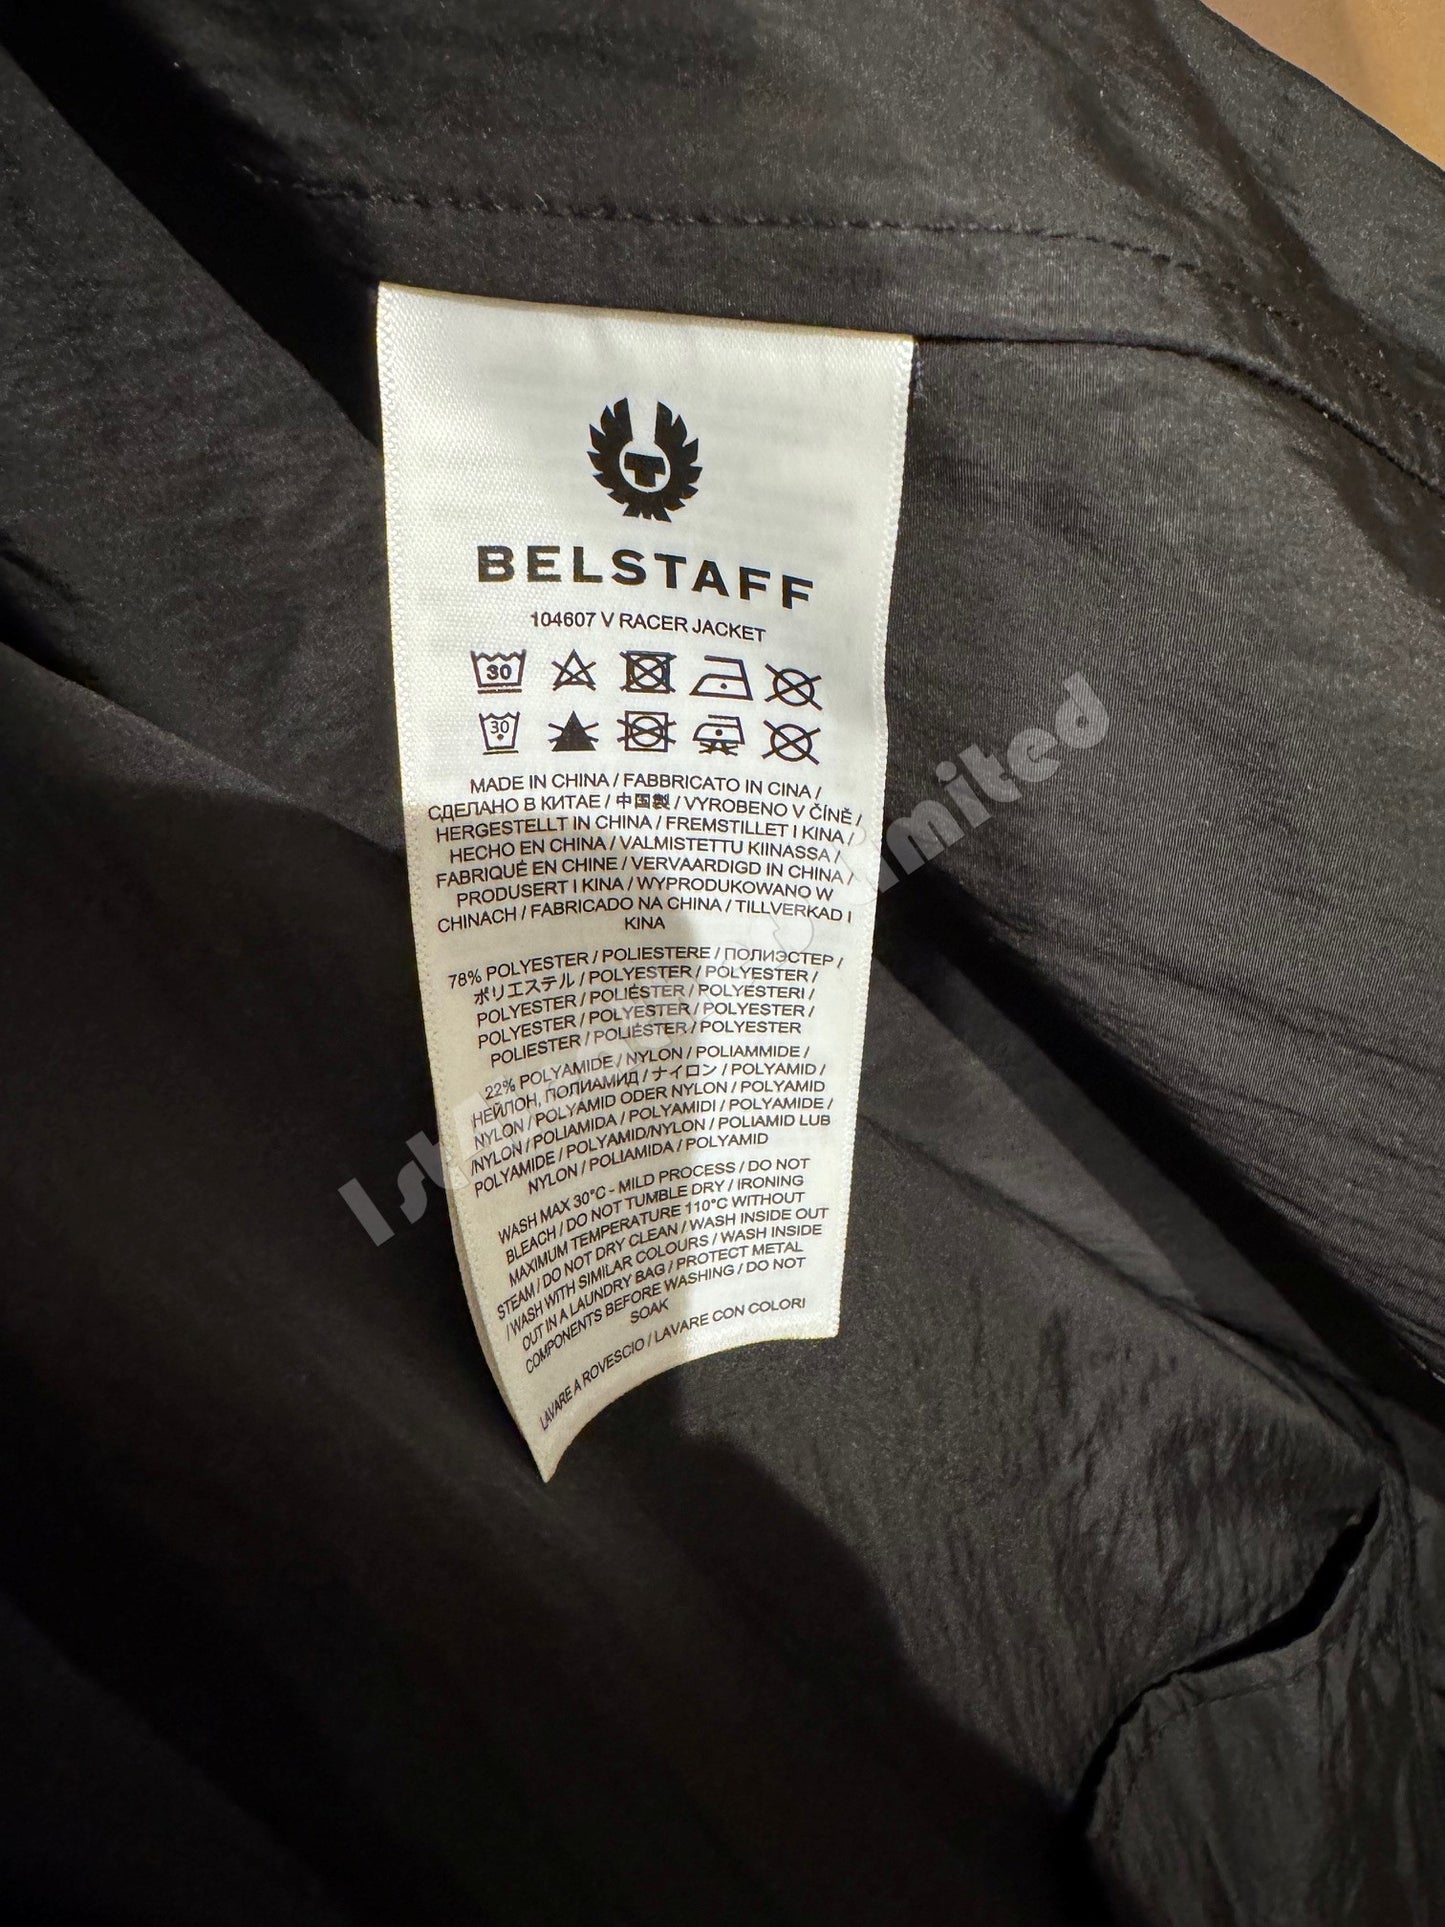 BELSTAFF
104607 V RACER JACKET
30
30
MADE IN CHINA / FABBRICATO IN CINA /
СДЕЛАНО В КИТАЕ / 中国製 / VYROBENO V ČÍNĚ /
HERGESTELLT IN CHINA / FREMSTILLET I KINA /
HECHO EN CHINA / VALMISTETTU KIINASSA /
FABRIQUÉ EN CHINE / VERVAARDIGD IN CHINA /
PRODUSERT I KINA / WYPRODUKOWANO W
CHINACH / FABRICADO NA CHINA / TILLVERKAD I
KINA
78% POLYESTER / POLIESTERE / ПОЛИЭСТЕР /
ポリエステル / POLYESTER / POLYESTER /
POLYESTER / POLIÉSTER / POLYESTERI /
POLYESTER / POLYESTER / POLYESTER /
POLIESTER / POLIÉSTER / POLYESTER
22% POLYAMIDE / NYLON / POLIAMMIDE /
НЕЙЛОН, ПОЛИАМИД / ナイロン / POLYAMID /
NYLON / POLYAMID ODER NYLON / POLYAMID
/NYLON / POLIAMIDA / POLYAMIDI / POLYAMIDE /
POLYAMIDE / POLYAMID/NYLON / POLIAMID LUB
NYLON / POLIAMIDA / POLYAMID
WASH MAX 30°C - MILD PROCESS / DO NOT
BLEACH / DO NOT TUMBLE DRY / IRONING
MAXIMUM TEMPERATURE 110°C WITHOUT
STEAM / DO NOT DRY CLEAN / WASH INSIDE OUT
/ WASH WITH SIMILAR COLOURS / WASH INSIDE
OUT IN A LAUNDRY BAG / PROTECT METAL
COMPONENTS BEFORE WASHING / DO NOT
SOAK
LAVARE A ROVESCIO / LAVARE CON COLORI